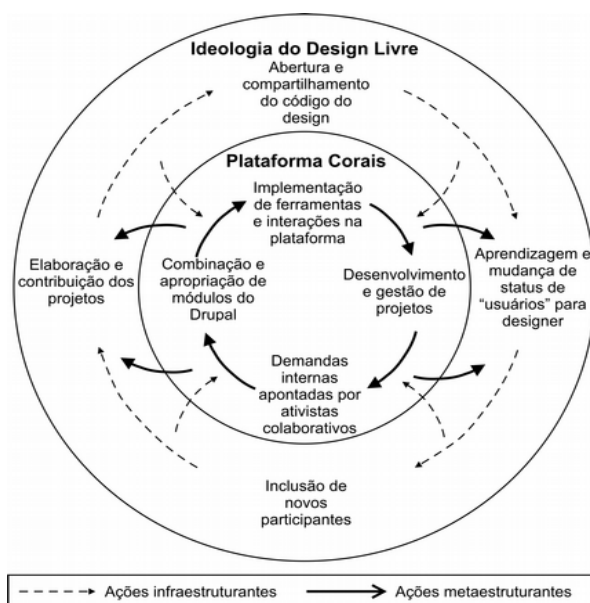 Ideologia do Design Livre
Abertura e
compartilhamento
do código do
design
Plataforma Corais
Implementação
de ferramentas
e interações na
plataforma
Elaboração e
contribuição dos
projetos
Combinação e
apropriação de
módulos do
Drupal
Desenvolvimento
e gestão de
projetos
Aprendizagem e
mudança de
status de
“usuários” para
designer
Demandas
internas
apontadas por
ativistas
colaborativos
Inclusão de
novos
participantes
Ações infraestruturantes
Ações metaestruturantes